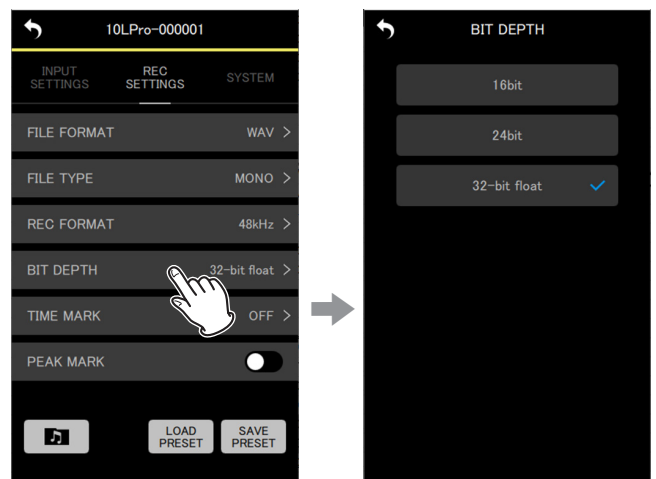 10LPro-000001
INPUT
SETTINGS
REC
SETTINGS
SYSTEM
FILE FORMAT WAV >
FILE TYPE MONO >
REC FORMAT 48kHz >
BIT DEPTH 32-bit float >
TIME MARK OFF >
PEAK MARK
LOAD
PRESET
SAVE
PRESET
BIT DEPTH
16bit
24bit
32-bit float